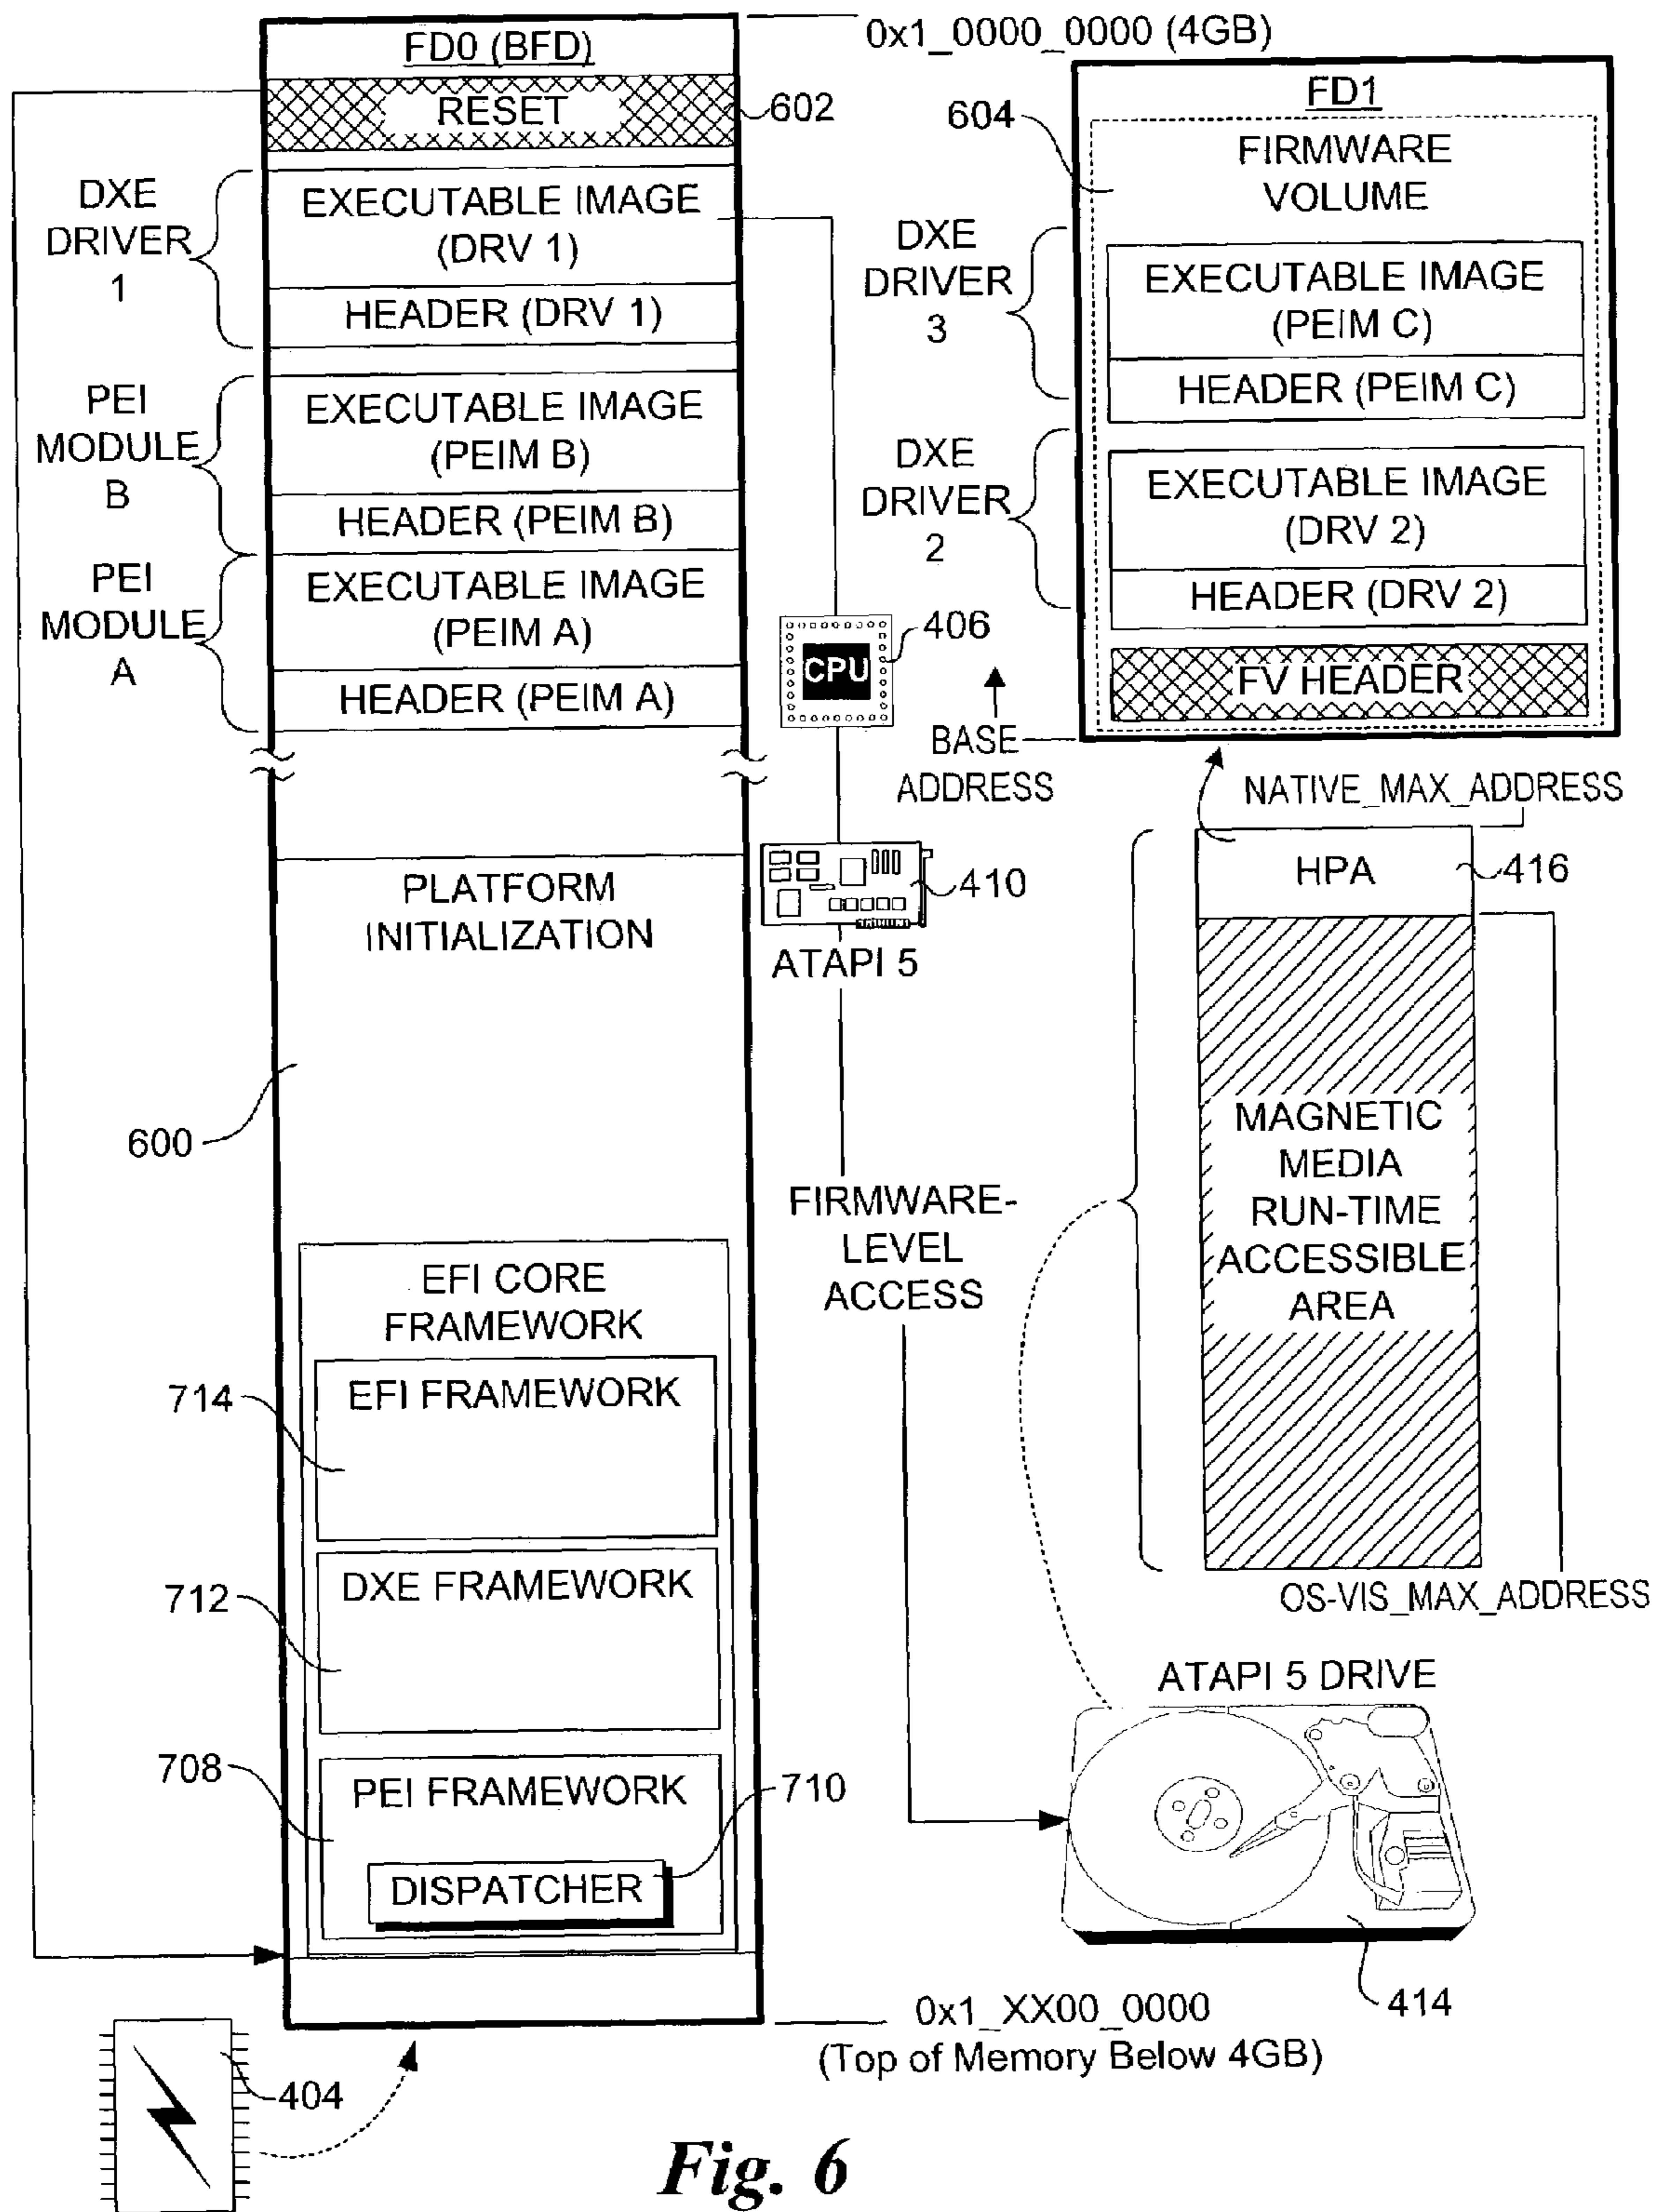 FD0 (BFD)
0x1_0000_0000 (4GB)
RESET
602
DXE
DRIVER
1
EXECUTABLE IMAGE
(DRV 1)
HEADER (DRV 1)
PEI
MODULE
B
EXECUTABLE IMAGE
(PEIM B)
HEADER (PEIM B)
PEI
MODULE
A
EXECUTABLE IMAGE
(PEIM A)
HEADER (PEIM A)
FD1
604
FIRMWARE
VOLUME
DXE
DRIVER
3
EXECUTABLE IMAGE
(PEIM C)
HEADER (PEIM C)
DXE
DRIVER
2
EXECUTABLE IMAGE
(DRV 2)
HEADER (DRV 2)
FV HEADER
CPU
406
BASE
ADDRESS
NATIVE_MAX_ADDRESS
HPA
416
410
ATAPI 5
PLATFORM
INITIALIZATION
600
MAGNETIC
MEDIA
RUN-TIME
ACCESSIBLE
AREA
FIRMWARE-
LEVEL
ACCESS
EFI CORE
FRAMEWORK
EFI FRAMEWORK
714
DXE FRAMEWORK
712
OS-VIS_MAX_ADDRESS
ATAPI 5 DRIVE
PEI FRAMEWORK
708
710
DISPATCHER
414
0x1_XX00_0000
(Top of Memory Below 4GB)
404
Fig. 6